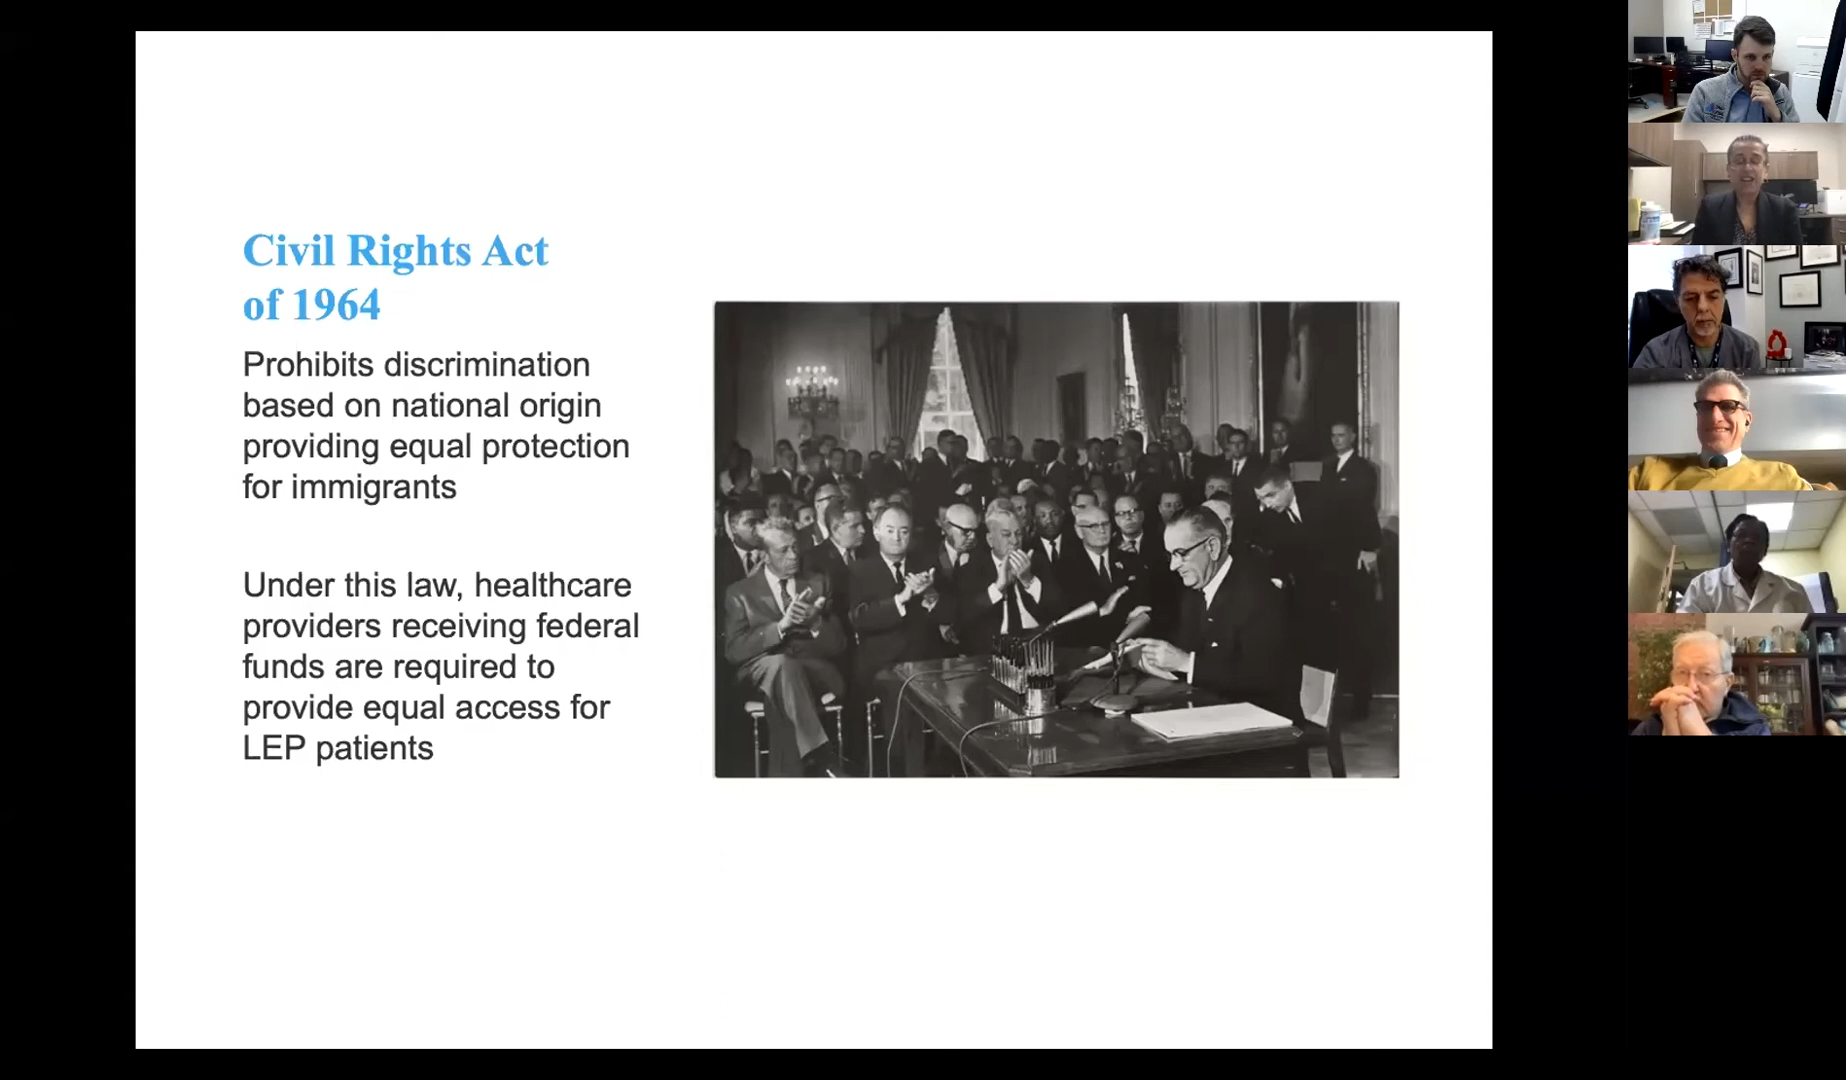 Civil Rights Act
of 1964
Prohibits discrimination
based on national origin
providing equal protection
for immigrants
Under this law, healthcare
providers receiving federal
funds are required to
provide equal access for
LEP patients